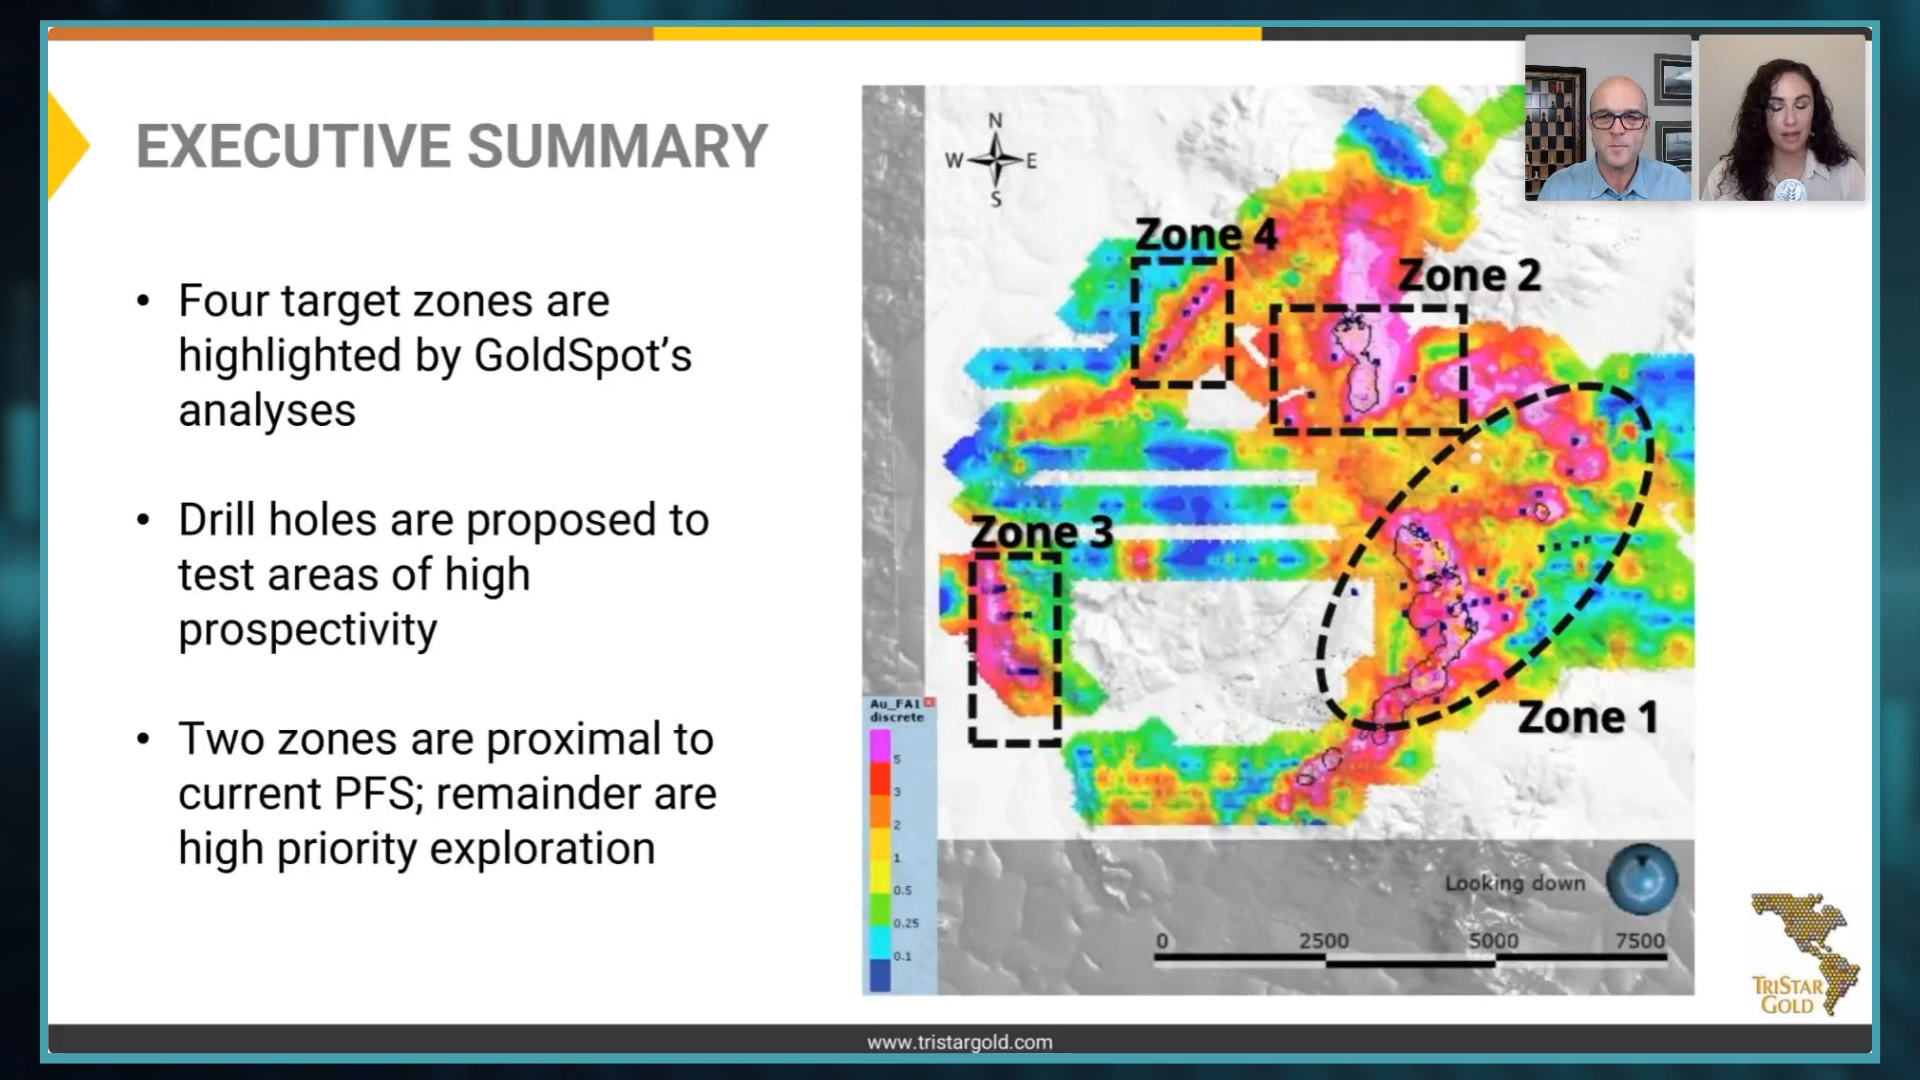 EXECUTIVE SUMMARY
• Four target zones are
highlighted by GoldSpot’s
analyses
• Drill holes are proposed to
test areas of high
prospectivity
• Two zones are proximal to
current PFS; remainder are
high priority exploration
N
W E
S
Zone 4
Zone 2
Zone 3
Zone 1
Au_FA1
discrete
5
3
2
1
0.5
0.25
0.1
Looking down
0 2500 5000 7500
TRISTAR
GOLD
www.tristargold.com